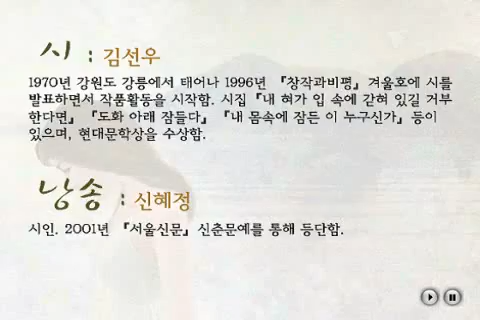 시 : 김선우
1970년 강원도 강릉에서 태어나 1996년 『창작과비평』 겨울호에 시를
발표하면서 작품활동을 시작함. 시집 『내 혀가 입 속에 갇혀 있길 거부
한다면』 『도화 아래 잠들다』 『내 몸속에 잠든 이 누구신가』 등이
있으며, 현대문학상을 수상함.
낭송 : 신혜정
시인. 2001년 『서울신문』 신춘문예를 통해 등단함.